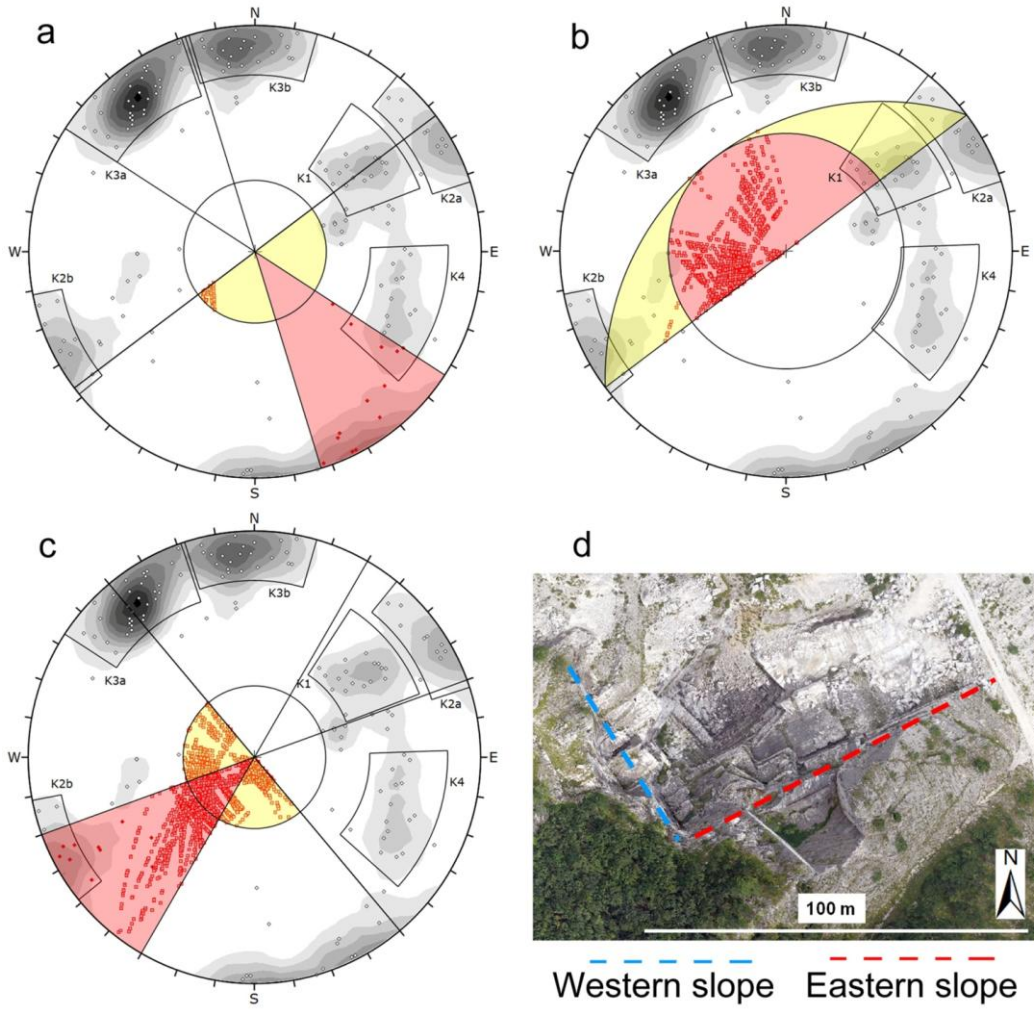 a
N
K3b
K3a
K1
K2a
W
E
K2b
K4
S
b
N
K3b
K3a
K1
K2a
W
E
K2b
K4
S
c
N
K3b
K3a
K1
K2a
W
E
K2b
K4
S
d
100 m
N
Western slope
Eastern slope